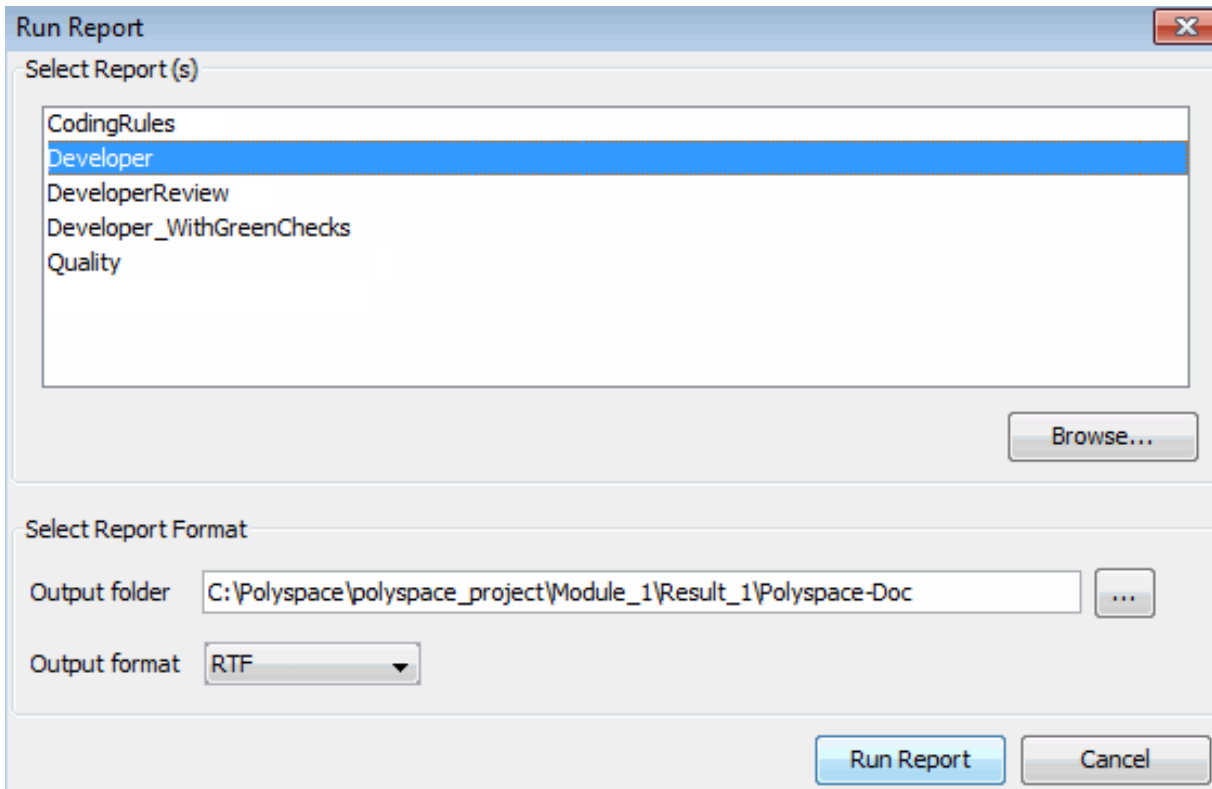 Run Report
Select Report(s)
CodingRules
Developer
DeveloperReview
Developer_WithGreenChecks
Quality
Browse...
Select Report Format
Output folder C:\Polyspace\polyspace_project\Module_1\Result_1\Polyspace-Doc ...
Output format RTF
Run Report Cancel